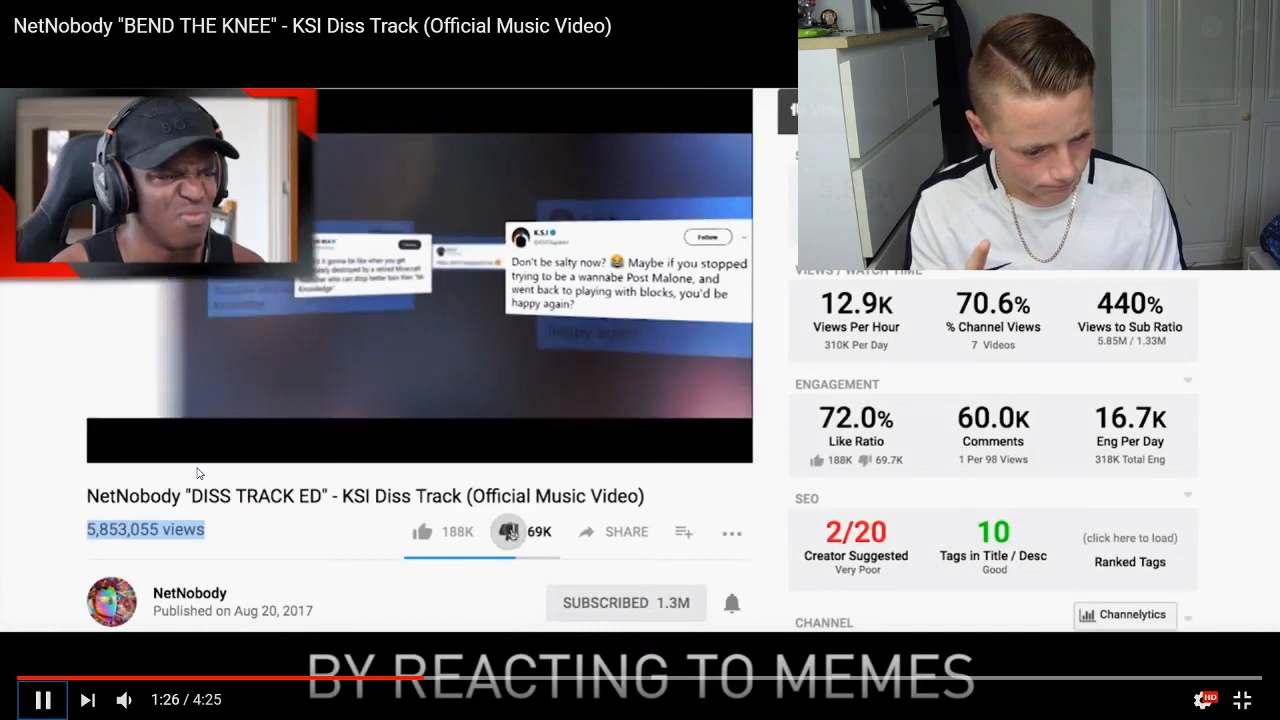 NetNobody "BEND THE KNEE" - KSI Diss Track (Official Music Video)
K.S.I
Follow
Don't be salty now? 😂 Maybe if you stopped
trying to be a wannabe Post Malone, and
went back to playing with blocks, you'd be
happy again?
VIEWS / WATCH TIME
12.9K
70.6%
440%
Views Per Hour
% Channel Views
Views to Sub Ratio
310K Per Day
7 Videos
5.85M / 1.33M
ENGAGEMENT
72.0%
60.0K
16.7K
Like Ratio
Comments
Eng Per Day
188K 69.7K
1 Per 98 Views
318K Total Eng
NetNobody "DISS TRACK ED" - KSI Diss Track (Official Music Video)
5,853,055 views
188K
69K
SHARE
SEO
2/20
10
(click here to load)
Creator Suggested
Tags in Title / Desc
Ranked Tags
Very Poor
Good
NetNobody
Published on Aug 20, 2017
SUBSCRIBED 1.3M
CHANNEL
Channelytics
BY REACTING TO MEMES
1:26 / 4:25
HD